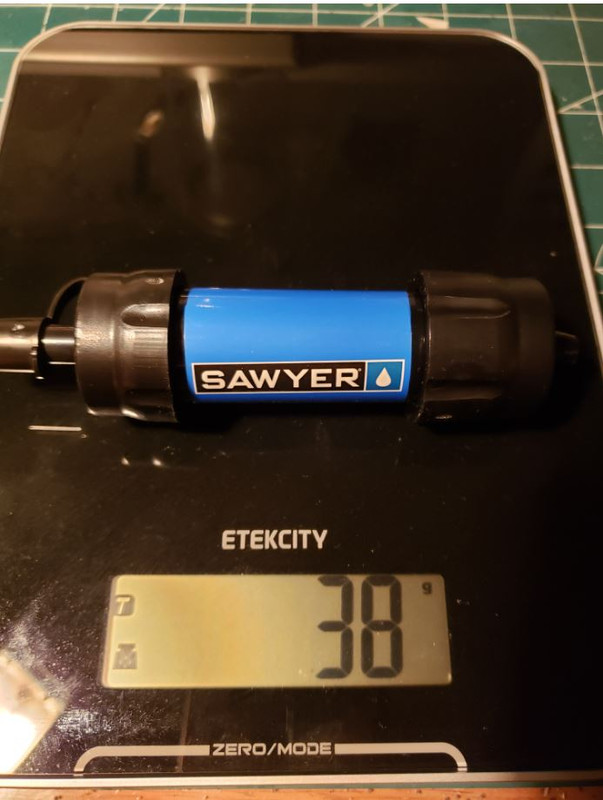 SAWYER
ETEKCITY
T
38 g
ZERO/MODE